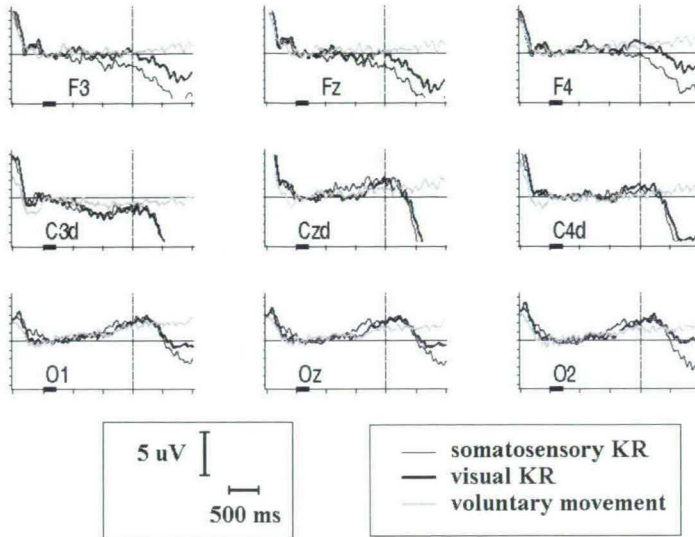 F3
Fz
F4
C3d
Czd
C4d
O1
Oz
O2
5 uV
500 ms
somatosensory KR
visual KR
voluntary movement